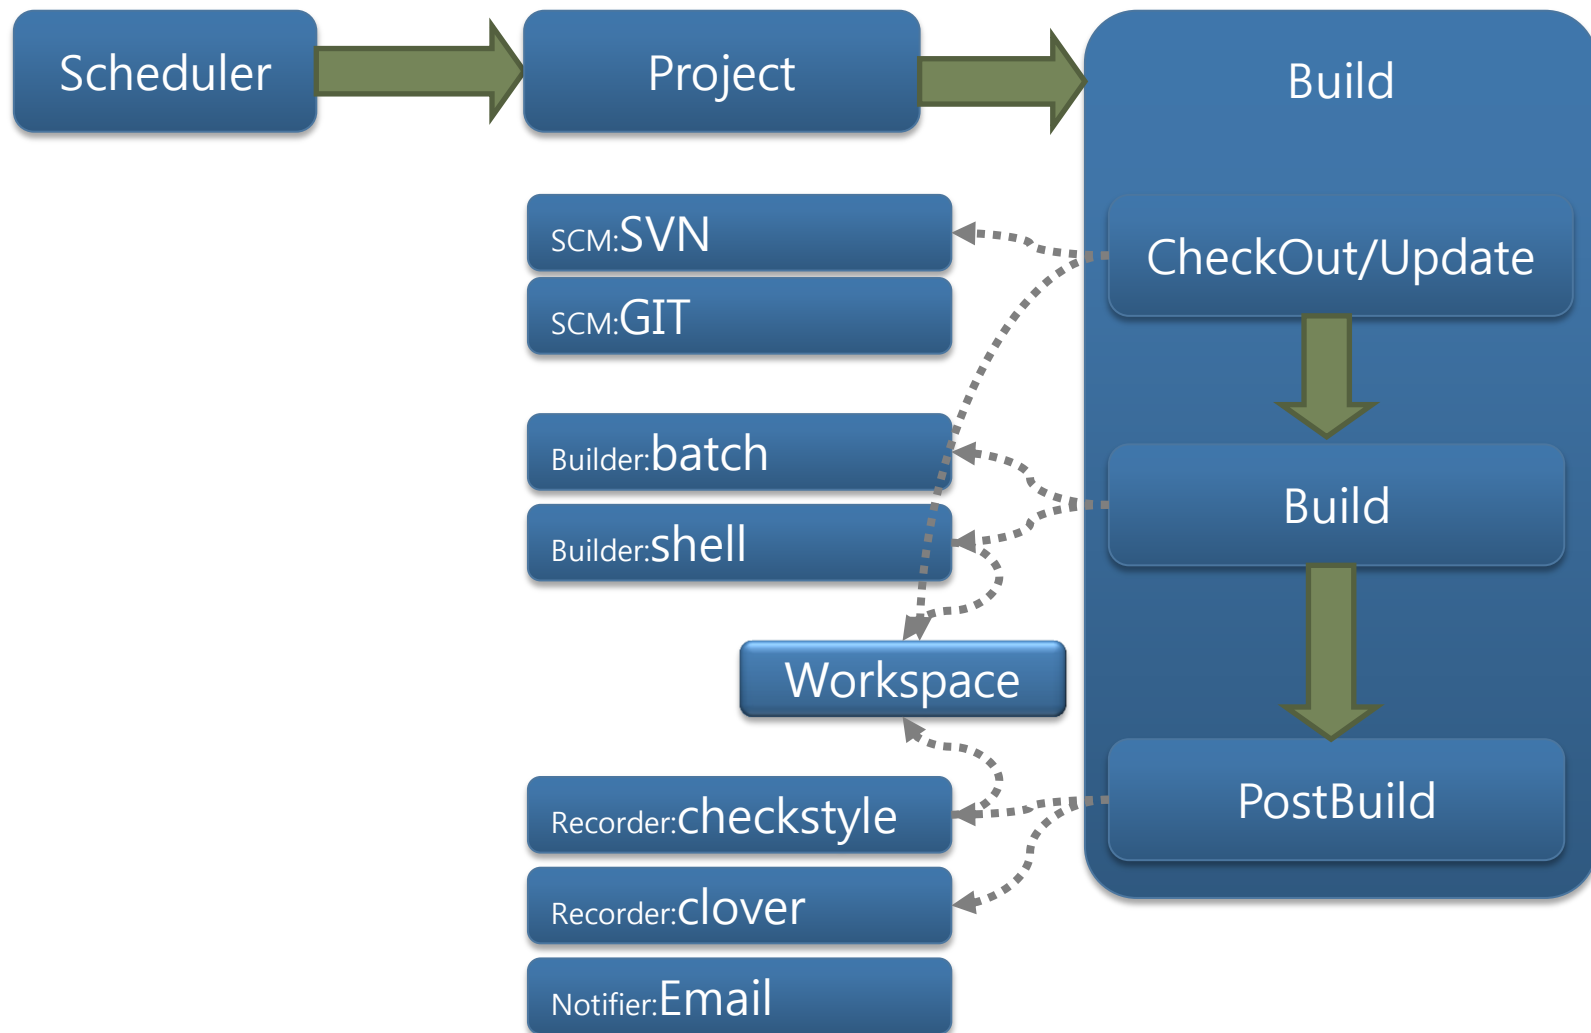 Scheduler
Project
Build
SCM:SVN
SCM:GIT
CheckOut/Update
Builder:batch
Builder:shell
Build
Workspace
Recorder:checkstyle
Recorder:clover
Notifier:Email
PostBuild